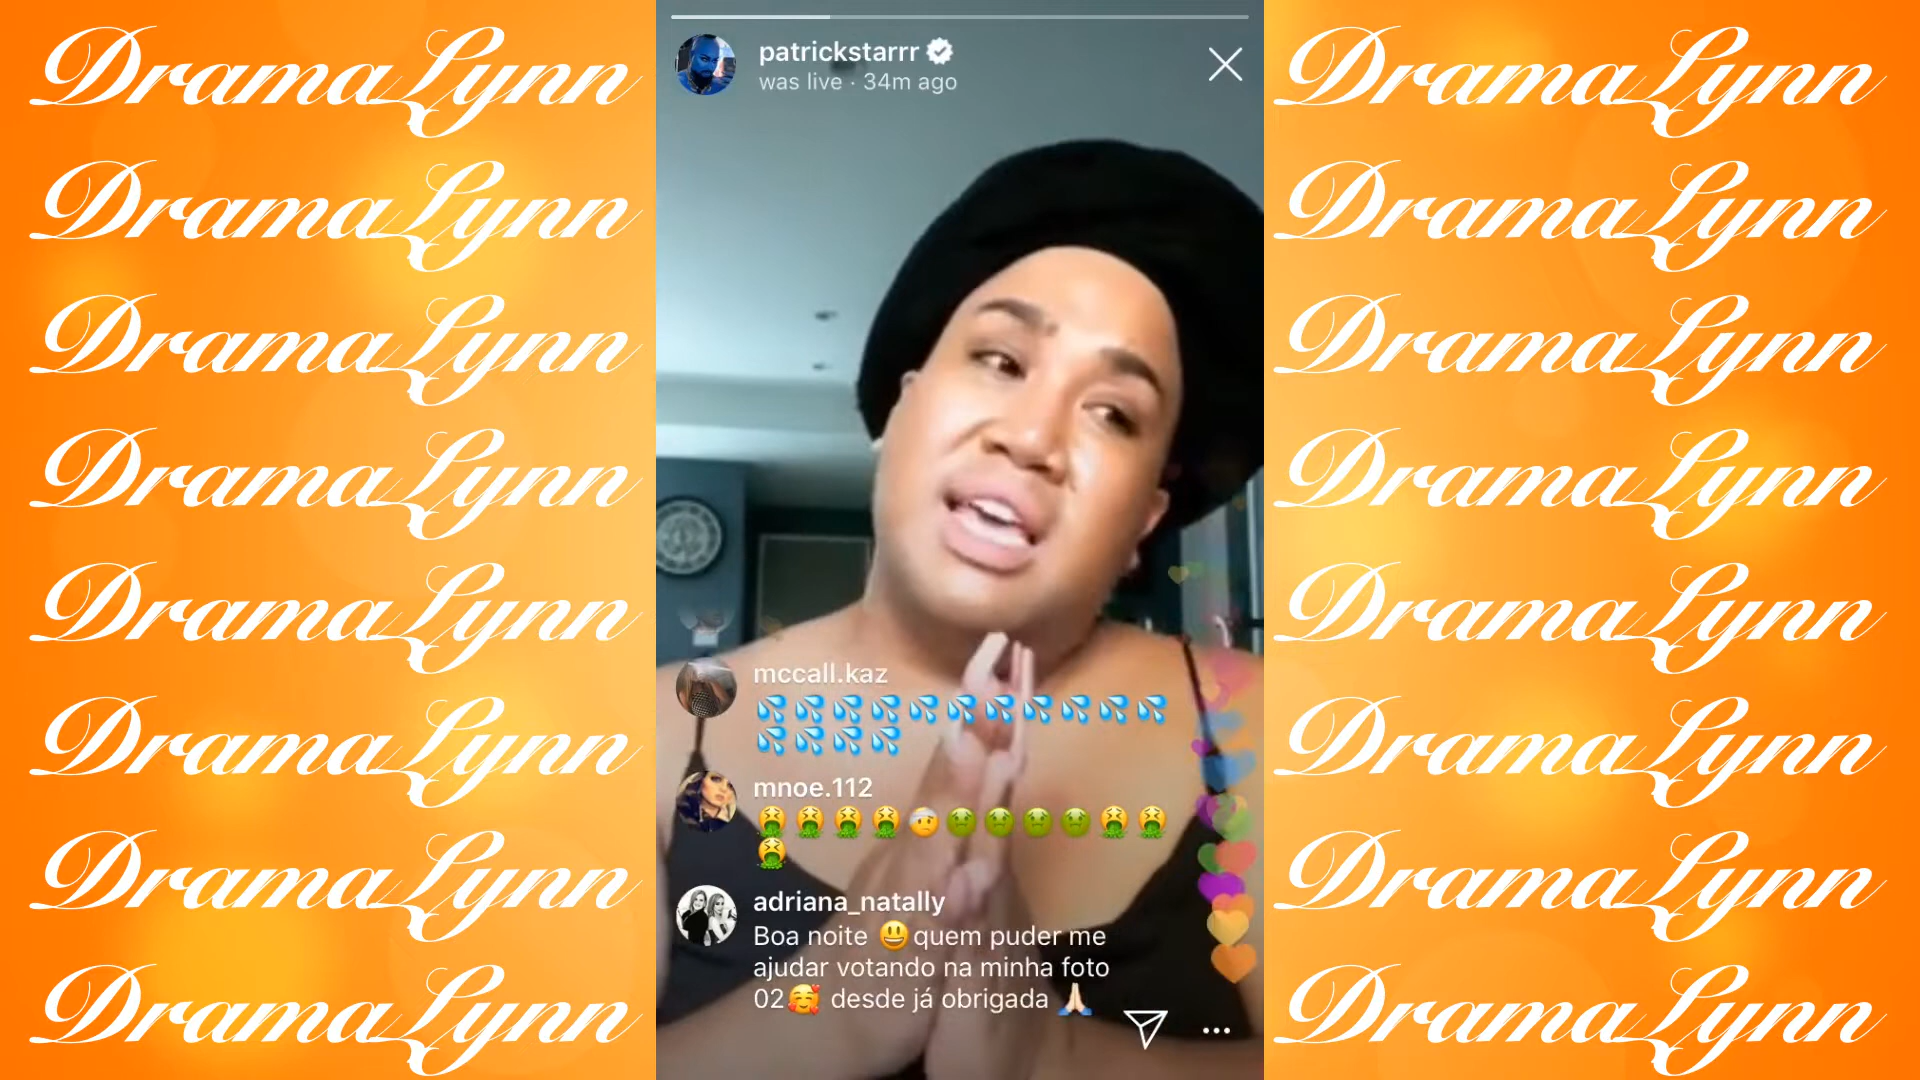 DramaLynn
DramaLynn
DramaLynn
DramaLynn
DramaLynn
DramaLynn
DramaLynn
DramaLynn
patrickstarrr
was live · 34m ago
mccall.kaz
💦💦💦💦💦💦💦💦💦💦💦
💦💦💦💦
mnoe.112
🤮🤮🤮🤮🤕🤢🤢🤢🤢🤮🤮
🤮
adriana_natally
Boa noite 😃quem puder me
ajudar votando na minha foto
02🥰 desde já obrigada 🙏🏻
DramaLynn
DramaLynn
DramaLynn
DramaLynn
DramaLynn
DramaLynn
DramaLynn
DramaLynn